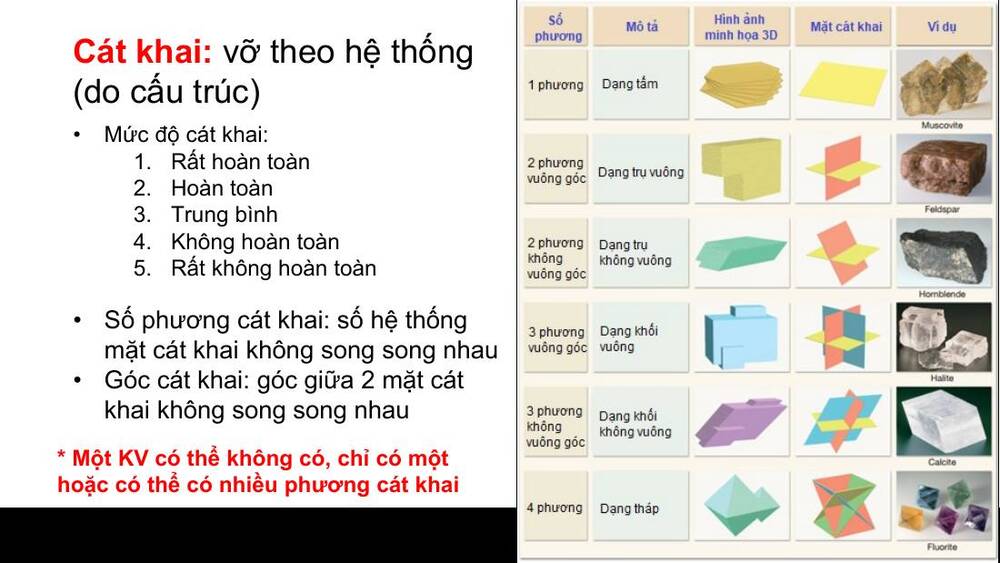 Cát khai: vỡ theo hệ thống
(do cấu trúc)
• Mức độ cát khai:
1. Rất hoàn toàn
2. Hoàn toàn
3. Trung bình
4. Không hoàn toàn
5. Rất không hoàn toàn
• Số phương cát khai: số hệ thống
mặt cát khai không song song nhau
• Góc cát khai: góc giữa 2 mặt cát
khai không song song nhau
* Một KV có thể không có, chỉ có một
hoặc có thể có nhiều phương cát khai
Số
phương
Mô tả
Hình ảnh
minh họa 3D
Mặt cát khai
Ví dụ
1 phương
Dạng tấm
Muscovite
2 phương
vuông góc
Dạng trụ vuông
Feldspar
2 phương
không
vuông góc
Dạng trụ
không vuông
Hornblende
3 phương
vuông góc
Dạng khối
vuông
Halite
3 phương
không
vuông góc
Dạng khối
không vuông
Calcite
4 phương
Dạng tháp
Fluorite